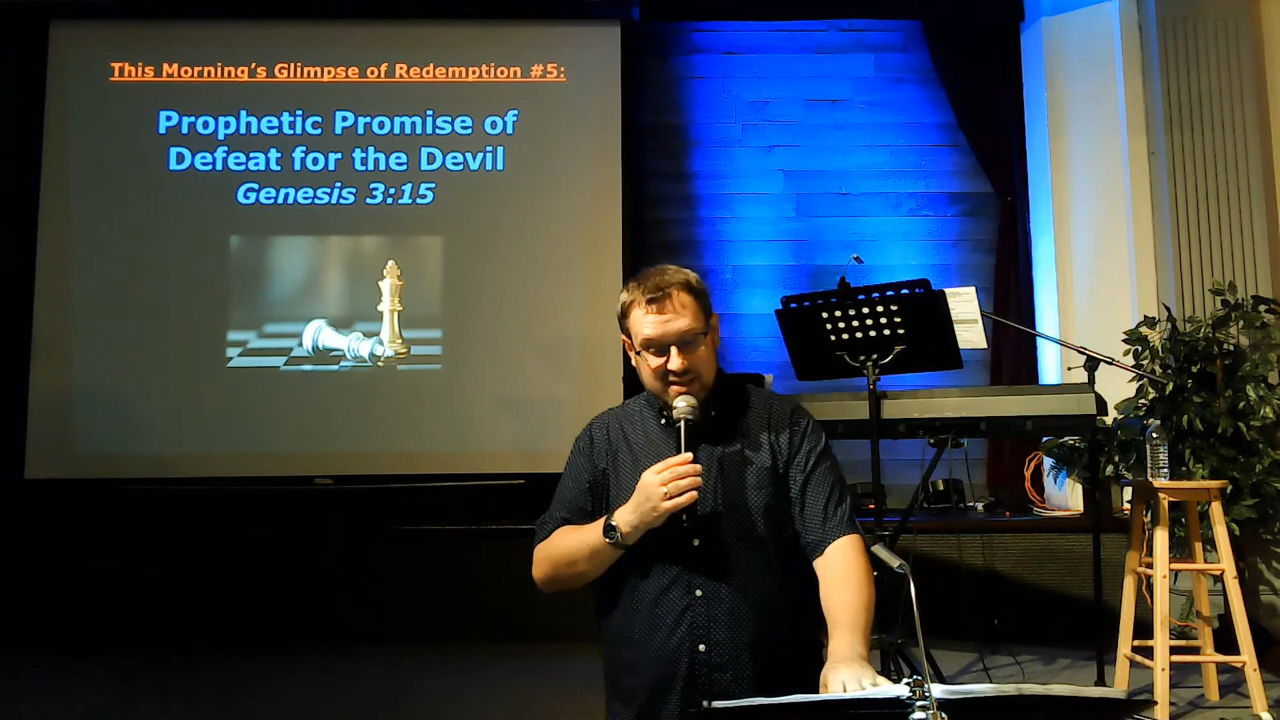 This Morning's Glimpse of Redemption #5:
Prophetic Promise of
Defeat for the Devil
Genesis 3:15